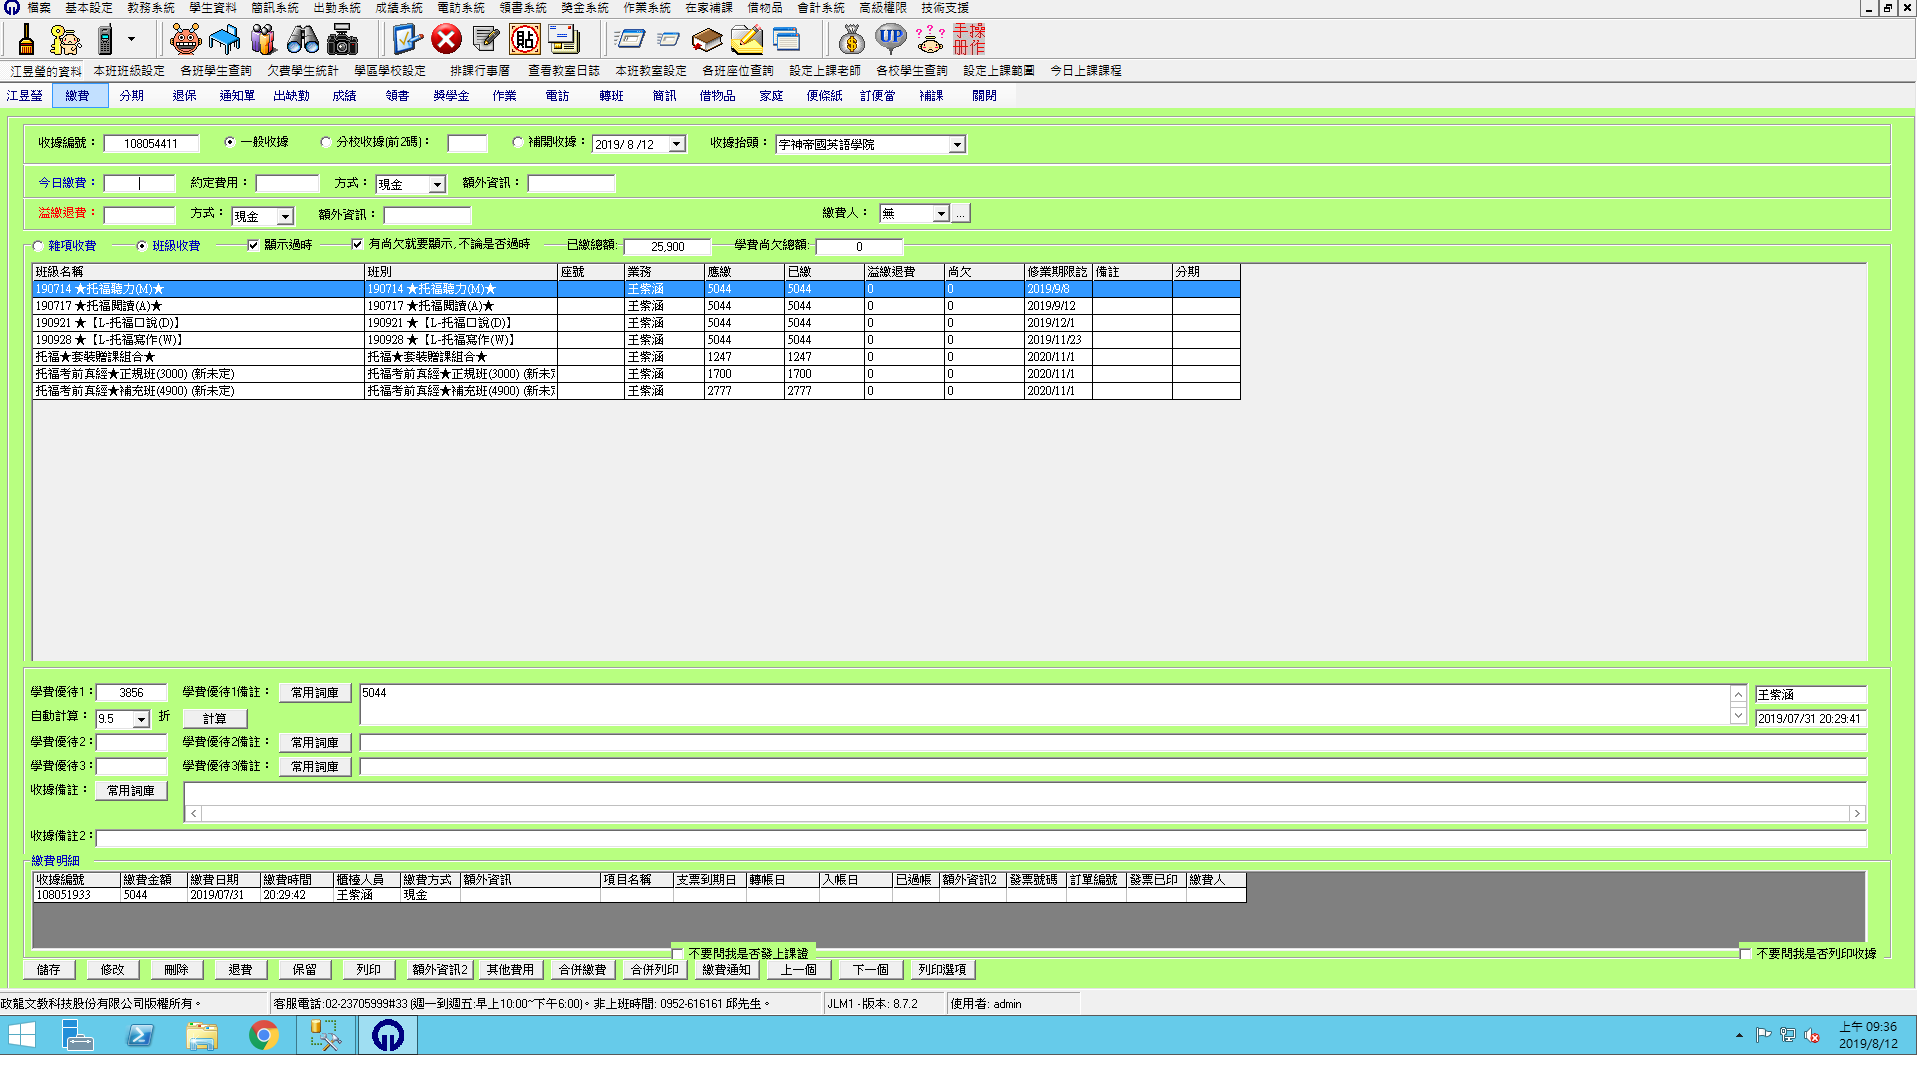 檔案 基本設定 教務系統 學生資料 簡訊系統 出勤系統 成績系統 電訪系統 領書系統 獎金系統 作業系統 在家補課 借物品 會計系統 高級權限 技術支援
貼 UP ? ? ? 手操
冊作
江昱瑩的資料 本班班級設定 各班學生查詢 欠費學生統計 學區學校設定 排課行事曆 查看教室日誌 本班教室設定 各班座位查詢 設定上課老師 各校學生查詢 設定上課範圍 今日上課課程
江昱瑩 繳費 分期 退保 通知單 出缺勤 成績 領書 獎學金 作業 電訪 轉班 簡訊 借物品 家庭 便條紙 訂便當 補課 關閉
收據編號： 108054411 一般收據 分校收據(前2碼)： 補開收據： 2019/ 8 /12 收據抬頭： 字神帝國英語學院
今日繳費： 約定費用： 方式： 現金 額外資訊：
溢繳退費： 方式： 現金 額外資訊： 繳費人： 無 ...
雜項收費 班級收費 顯示過時 有尚欠就要顯示,不論是否過時 已繳總額: 25,900 學費尚欠總額: 0
班級名稱 班別 座號 業務 應繳 已繳 溢繳退費 尚欠 修業期限訖 備註 分期
190714 ★托福聽力(M)★ 190714 ★托福聽力(M)★ 王紫涵 5044 5044 0 0 2019/9/8
190717 ★托福閱讀(A)★ 190717 ★托福閱讀(A)★ 王紫涵 5044 5044 0 0 2019/9/12
190921 ★【L-托福口說(D)】 190921 ★【L-托福口說(D)】 王紫涵 5044 5044 0 0 2019/12/1
190928 ★【L-托福寫作(W)】 190928 ★【L-托福寫作(W)】 王紫涵 5044 5044 0 0 2019/11/23
托福★套裝贈課組合★ 托福★套裝贈課組合★ 王紫涵 1247 1247 0 0 2020/11/1
托福考前真經★正規班(3000) (新未定) 托福考前真經★正規班(3000) (新未 王紫涵 1700 1700 0 0 2020/11/1
托福考前真經★補充班(4900) (新未定) 托福考前真經★補充班(4900) (新未 王紫涵 2777 2777 0 0 2020/11/1
學費優待1： 3856 學費優待1備註： 常用詞庫 5044 王紫涵
自動計算： 9.5 折 計算 2019/07/31 20:29:41
學費優待2： 學費優待2備註： 常用詞庫
學費優待3： 學費優待3備註： 常用詞庫
收據備註： 常用詞庫
收據備註2：
繳費明細
收據編號 繳費金額 繳費日期 繳費時間 櫃檯人員 繳費方式 額外資訊 項目名稱 支票到期日 轉帳日 入帳日 已過帳 額外資訊2 發票號碼 訂單編號 發票已印 繳費人
108051933 5044 2019/07/31 20:29:42 王紫涵 現金
不要問我是否發上課證 不要問我是否列印收據
儲存 修改 刪除 退費 保留 列印 額外資訊2 其他費用 合併繳費 合併列印 繳費通知 上一個 下一個 列印選項
政龍文教科技股份有限公司版權所有。 客服電話:02-23705999#33 (週一到週五:早上10:00~下午6:00)。非上班時間: 0952-616161 邱先生。 JLM1 - 版本: 8.7.2 使用者: admin
上午 09:36
2019/8/12